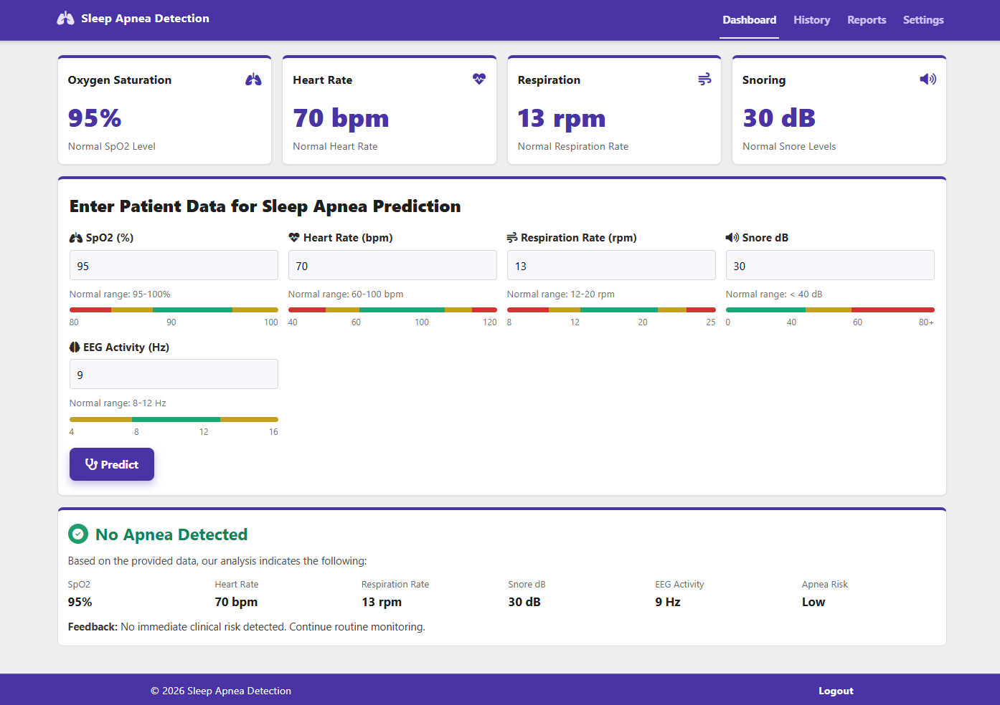 Sleep Apnea Detection
Dashboard History Reports Settings
Oxygen Saturation
95%
Normal SpO2 Level
Heart Rate
70 bpm
Normal Heart Rate
Respiration
13 rpm
Normal Respiration Rate
Snoring
30 dB
Normal Snore Levels
Enter Patient Data for Sleep Apnea Prediction
SpO2 (%)
95
Normal range: 95-100%
80 90 100
Heart Rate (bpm)
70
Normal range: 60-100 bpm
40 60 100 120
Respiration Rate (rpm)
13
Normal range: 12-20 rpm
8 12 20 25
Snore dB
30
Normal range: < 40 dB
0 40 60 80+
EEG Activity (Hz)
9
Normal range: 8-12 Hz
4 8 12 16
Predict
No Apnea Detected
Based on the provided data, our analysis indicates the following:
SpO2
95%
Heart Rate
70 bpm
Respiration Rate
13 rpm
Snore dB
30 dB
EEG Activity
9 Hz
Apnea Risk
Low
Feedback: No immediate clinical risk detected. Continue routine monitoring.
© 2026 Sleep Apnea Detection
Logout